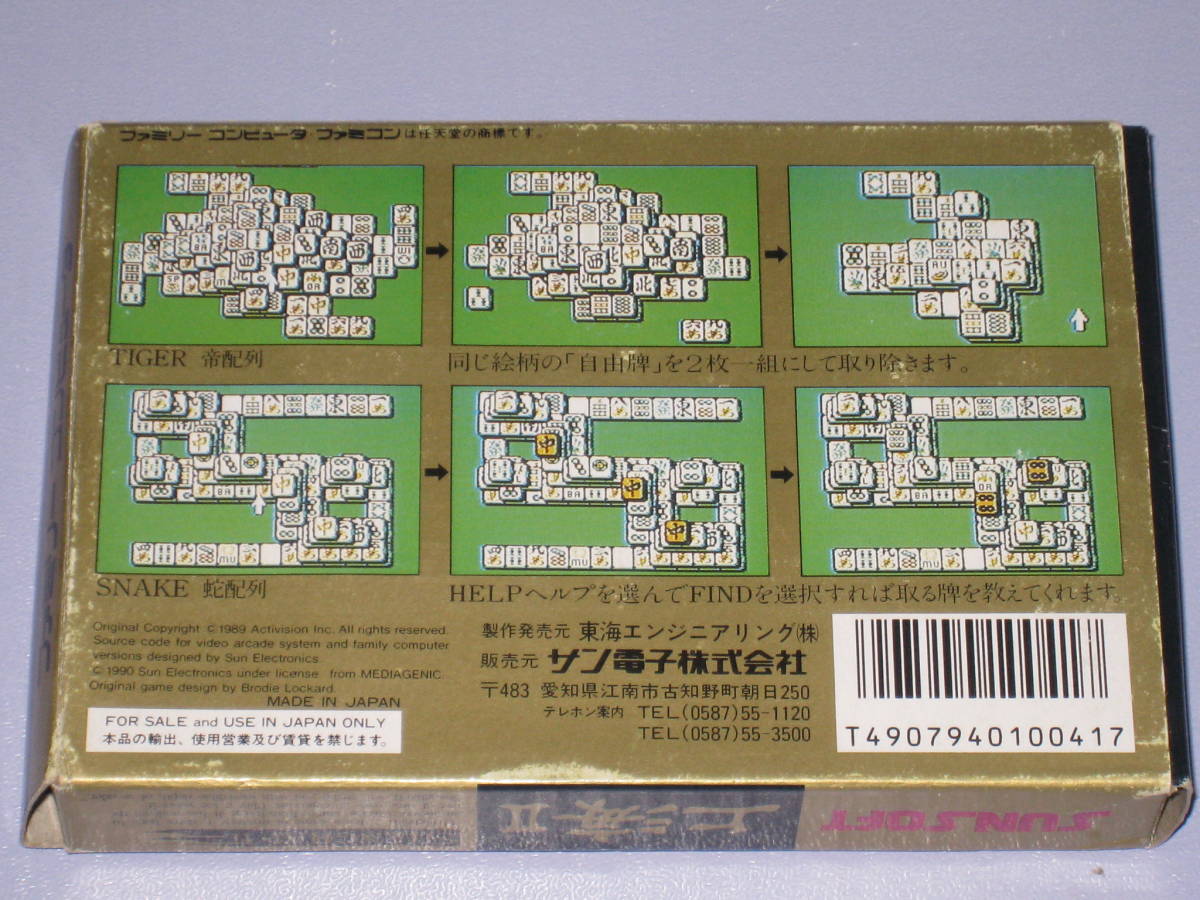 ファミリー コンピュータ・ファミコンは任天堂の商標です。
TIGER 帝配列
同じ絵柄の「自由牌」を2枚一組にして取り除きます。
SNAKE 蛇配列
HELPヘルプを選んでFINDを選択すれば取る牌を教えてくれます。
Original Copyright ©1989 Activision Inc. All rights reserved.
Source code for video arcade system and family computer
versions designed by Sun Electronics.
©1990 Sun Electronics under license from MEDIAGENIC.
Original game design by Brodie Lockard.
MADE IN JAPAN
FOR SALE and USE IN JAPAN ONLY
本品の輸出、使用営業及び賃貸を禁じます。
製作発売元 東海エンジニアリング㈱
販売元 サン電子株式会社
〒483 愛知県江南市古知野町朝日250
テレホン案内 TEL(0587)55-1120
TEL(0587)55-3500
T4907940100417
上海II
SUNSOFT